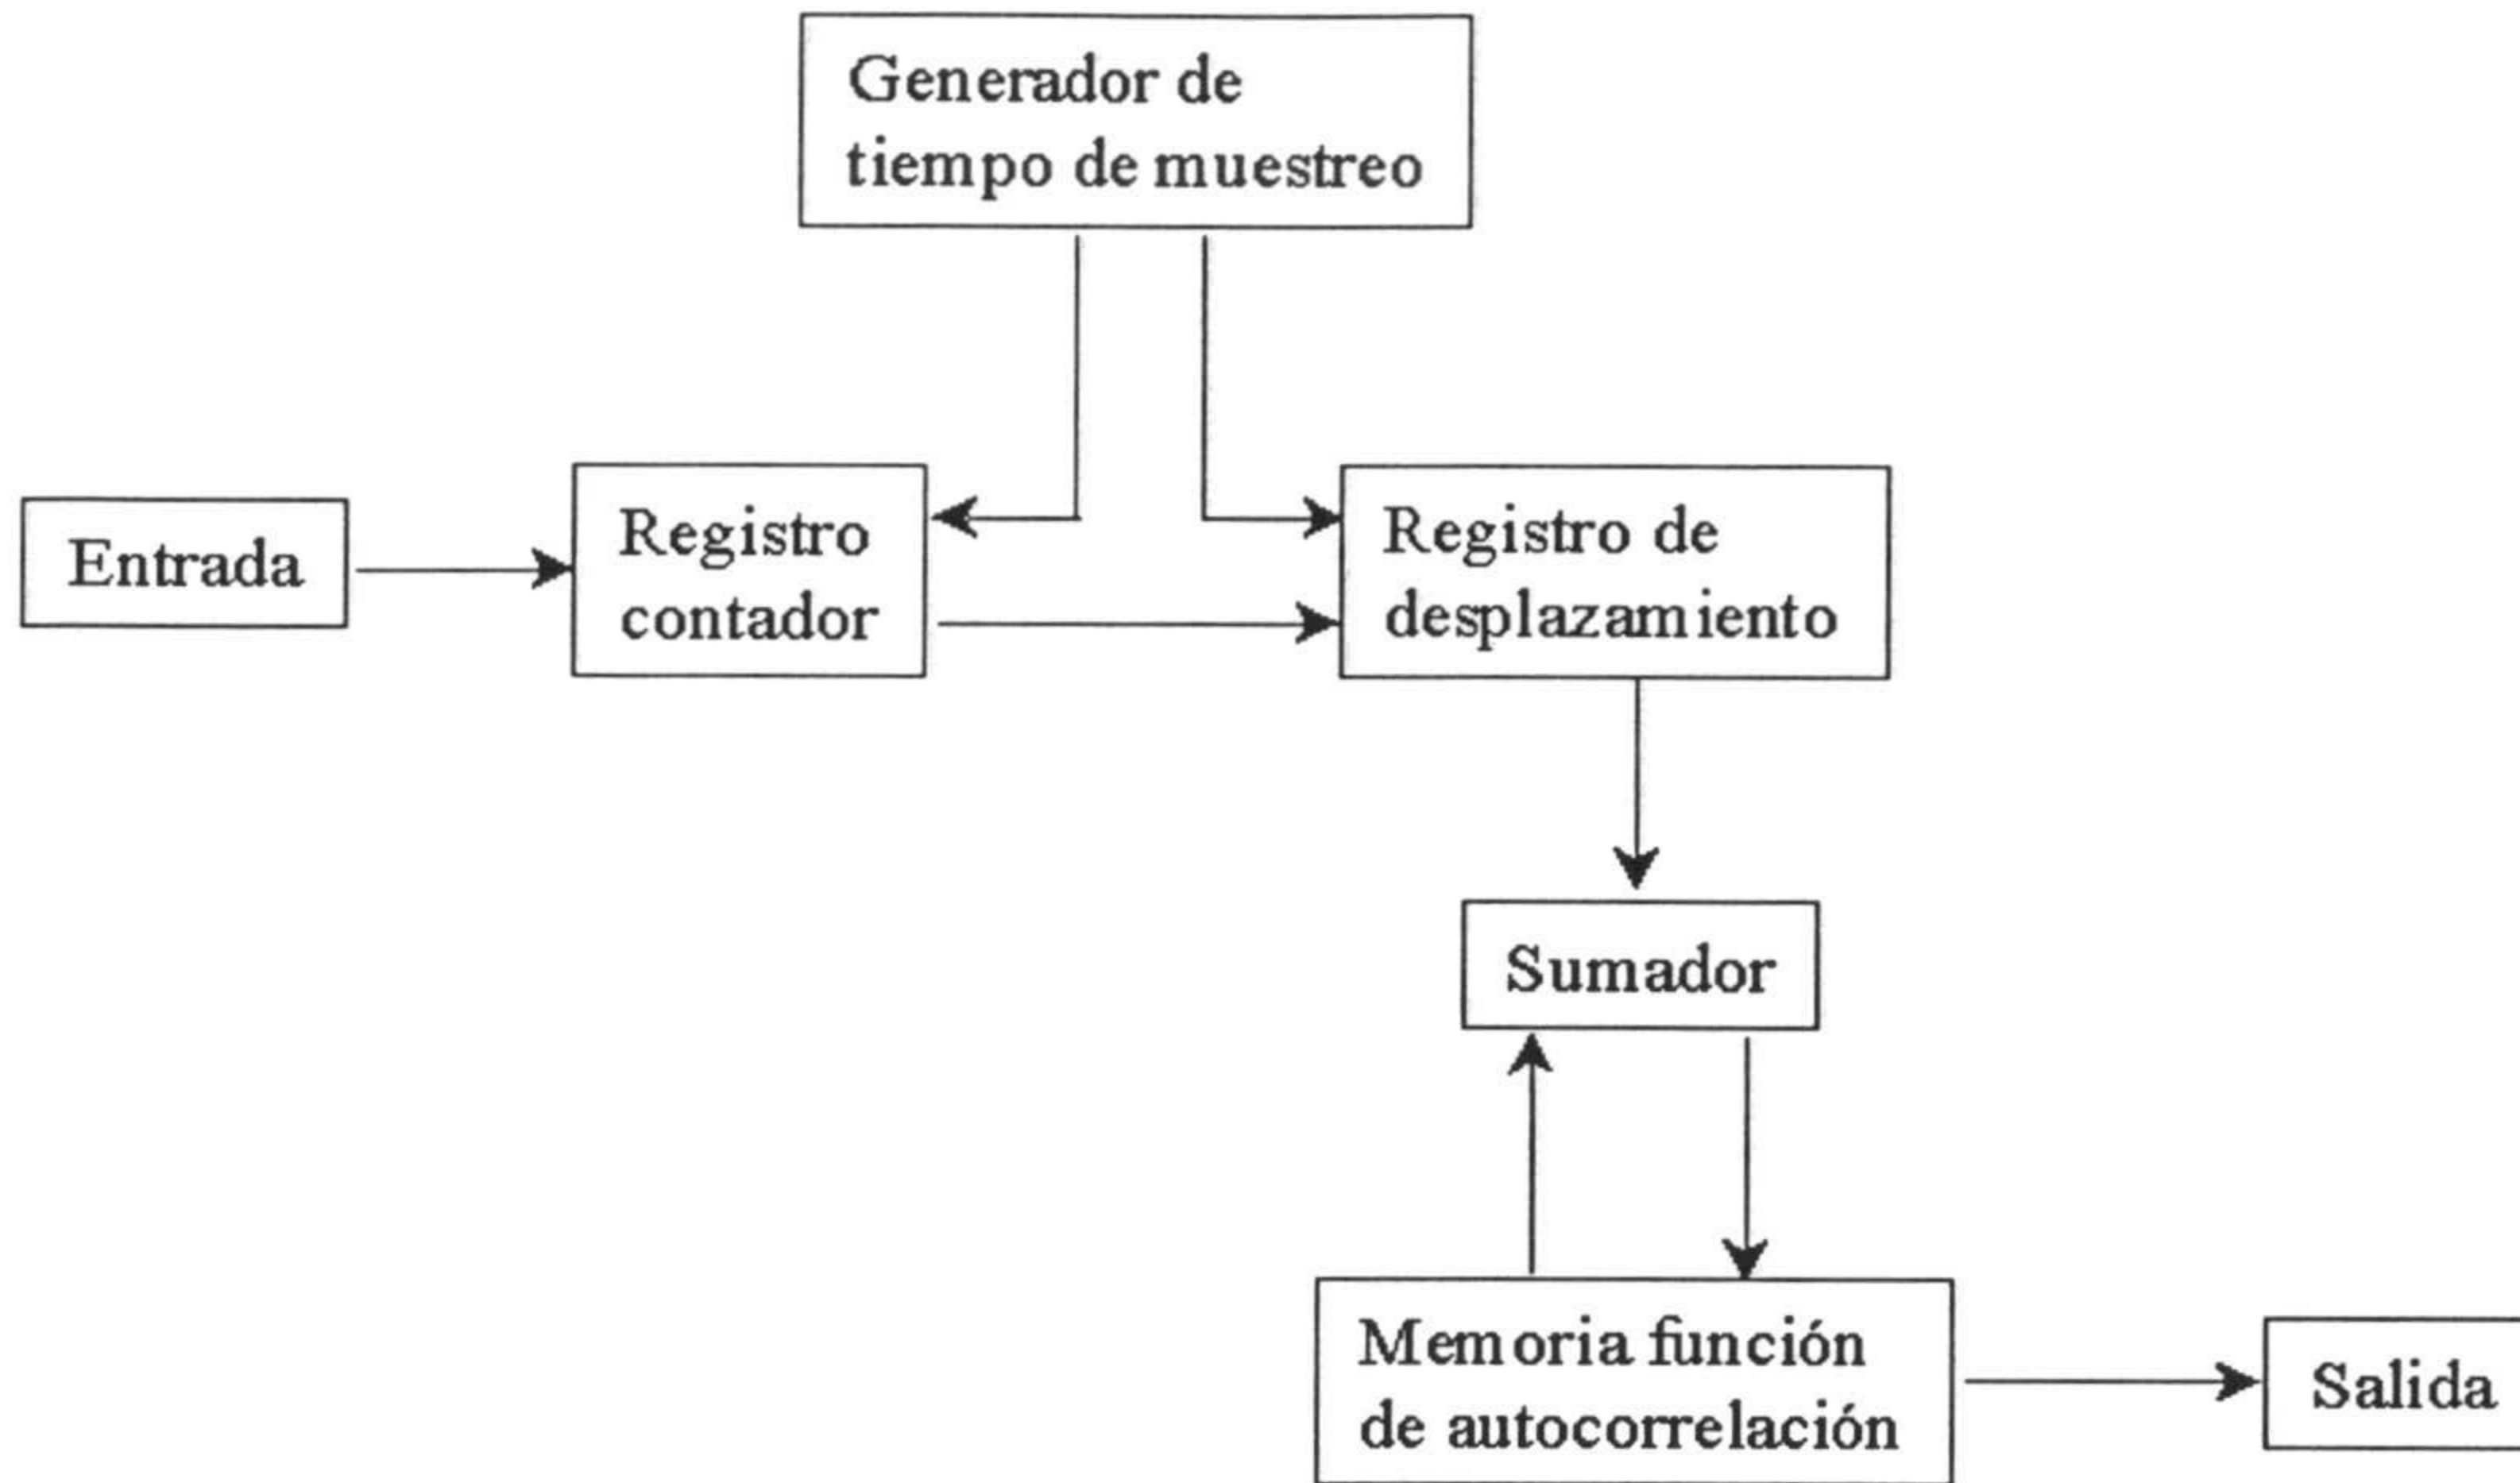 Generador de
tiempo de muestreo
Entrada
Registro
contador
Registro de
desplazamiento
Sumador
Memoria función
de autocorrelación
Salida